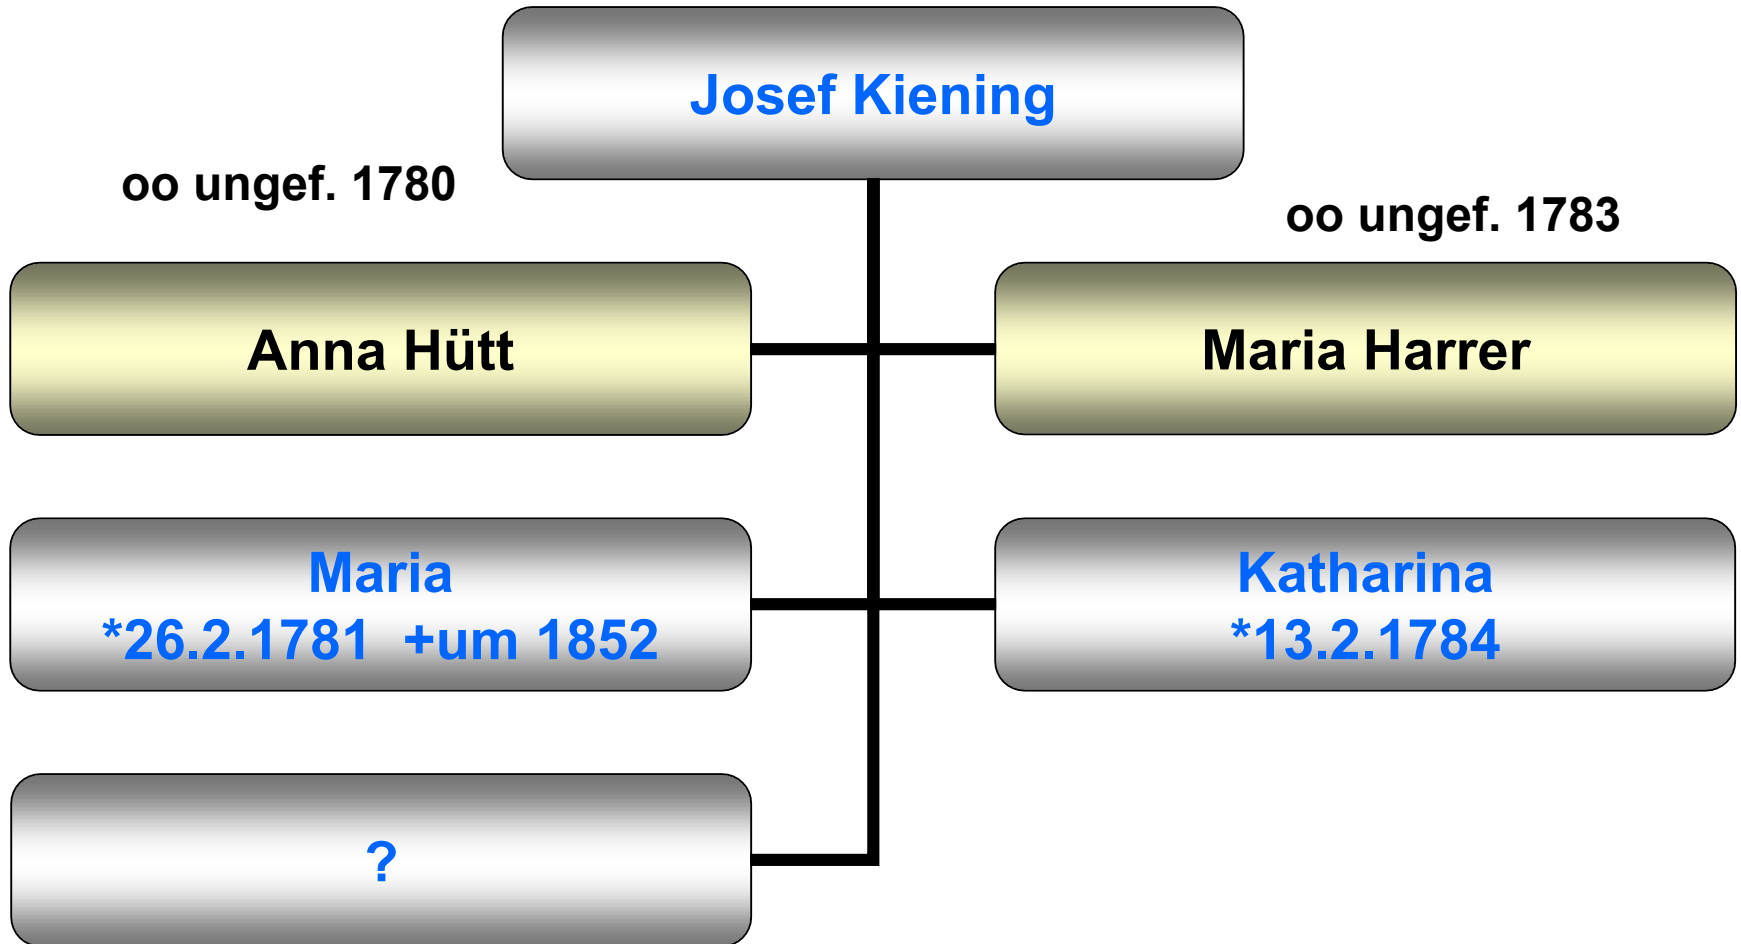 Josef Kiening
oo ungef. 1780
oo ungef. 1783
Anna Hütt
Maria Harrer
Maria
*26.2.1781  +um 1852
Katharina
*13.2.1784
?